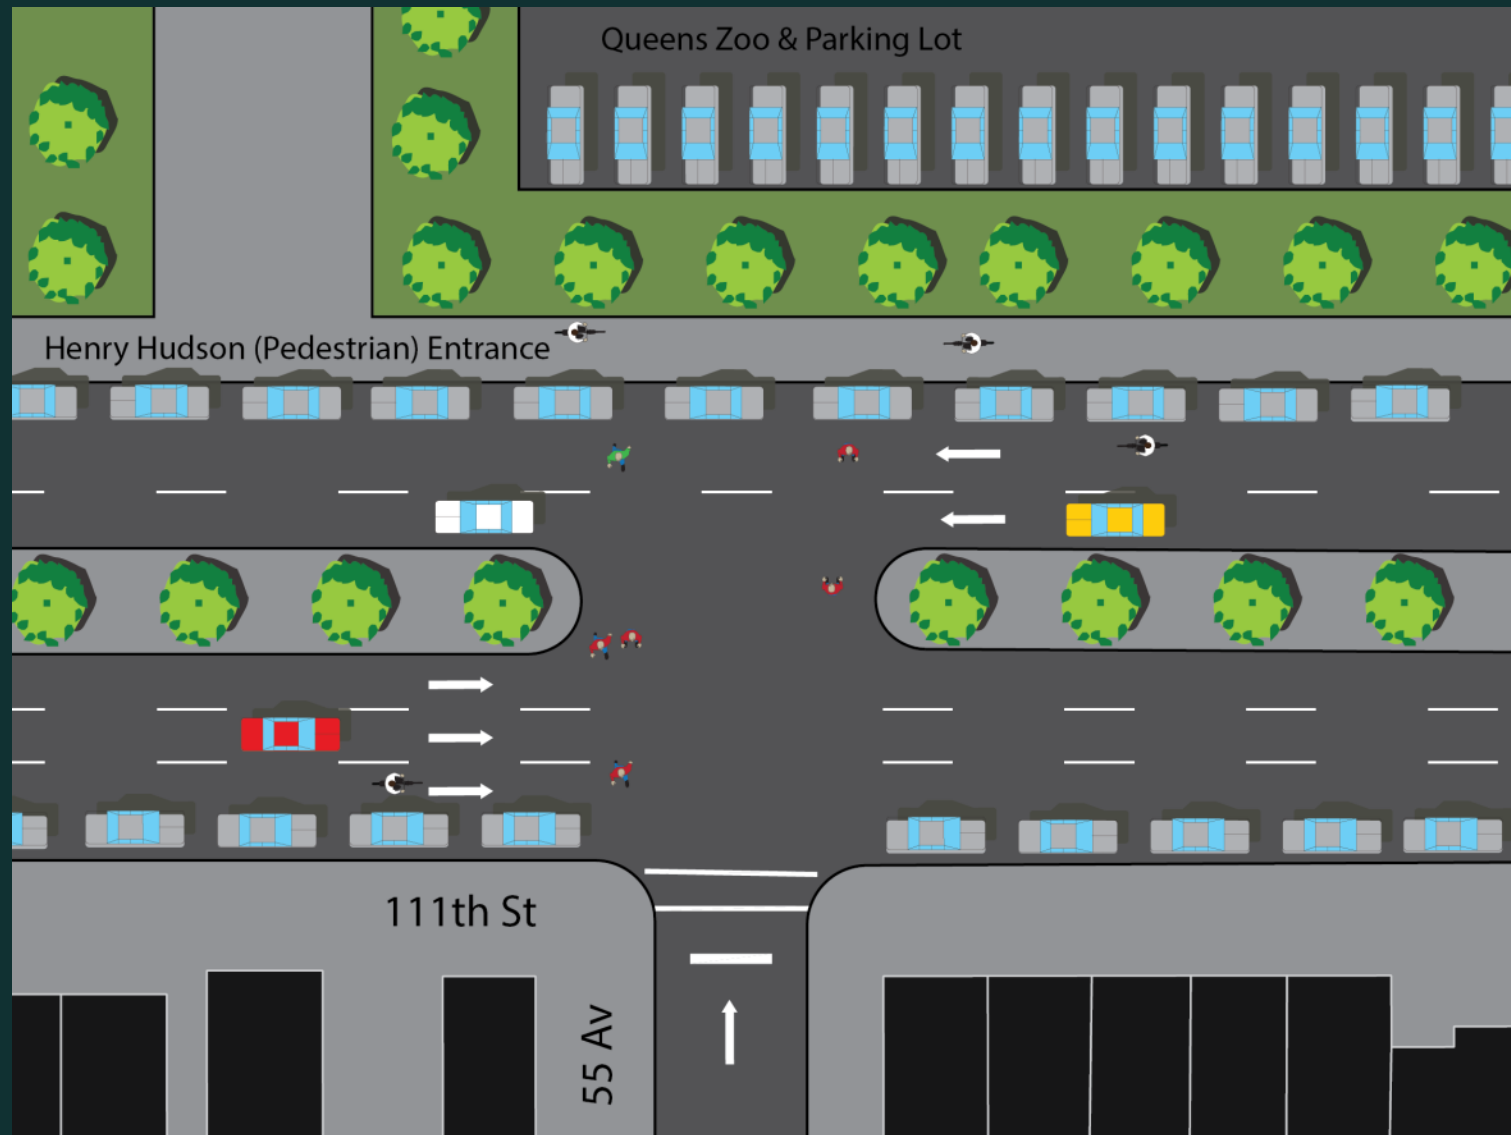 Queens Zoo & Parking Lot
Henry Hudson (Pedestrian) Entrance
111th St
55 Av